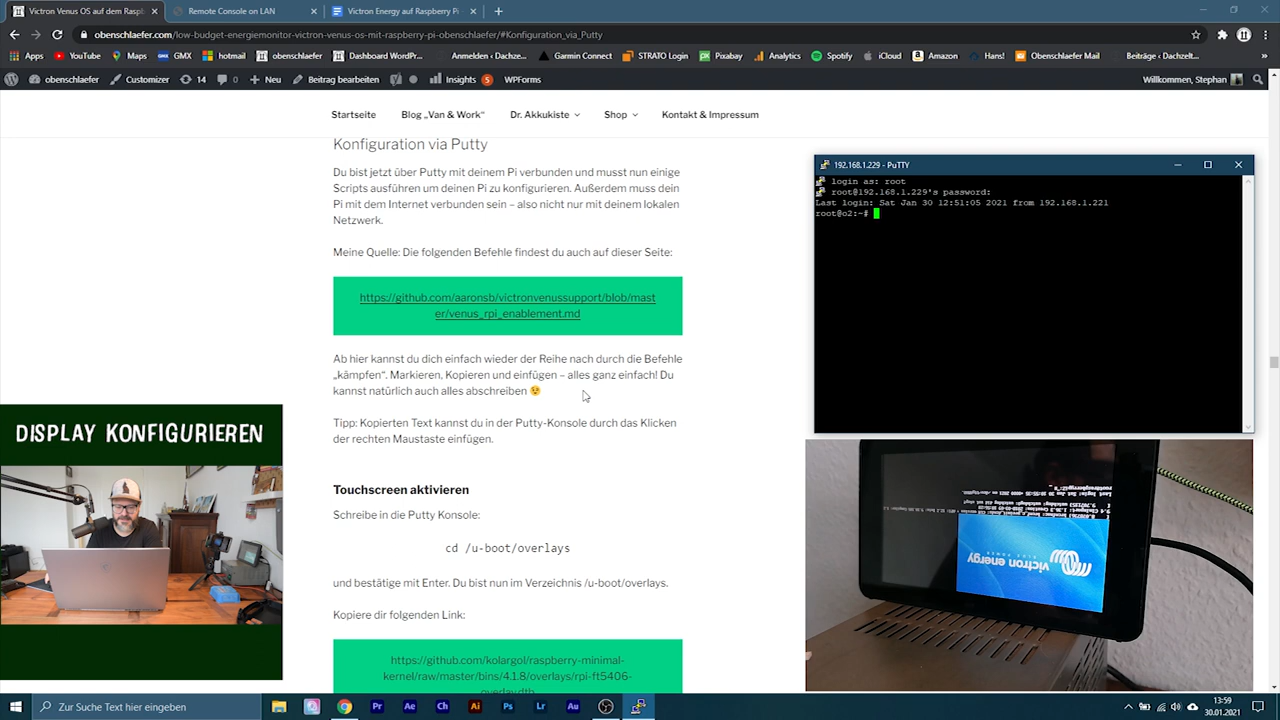 Victron Venus OS auf dem Raspb
Remote Console on LAN
Victron Energy auf Raspberry Pi
obenschlaefer.com/low-budget-energiemonitor-victron-venus-os-mit-raspberry-pi-obenschlaefer/#Konfiguration_via_Putty
Apps YouTube Maps GMX hotmail obenschlaefer Dashboard WordPr... Anmelden ‹ Dachze... Garmin Connect STRATO Login Pixabay Analytics Spotify iCloud Amazon Hans! Obenschlaefer Mail Beiträge ‹ Dachzelt... »
obenschlaefer Customizer 14 0 Neu Beitrag bearbeiten Insights 5 WPForms Willkommen, Stephan
Startseite Blog „Van & Work“ Dr. Akkukiste Shop Kontakt & Impressum
Konfiguration via Putty
Du bist jetzt über Putty mit deinem Pi verbunden und musst nun einige
Scripts ausführen um deinen Pi zu konfigurieren. Außerdem muss dein
Pi mit dem Internet verbunden sein – also nicht nur mit deinem lokalen
Netzwerk.
Meine Quelle: Die folgenden Befehle findest du auch auf dieser Seite:
https://github.com/aaronsb/victronvenussupport/blob/mast
er/venus_rpi_enablement.md
Ab hier kannst du dich einfach wieder der Reihe nach durch die Befehle
„kämpfen“. Markieren, Kopieren und einfügen – alles ganz einfach! Du
kannst natürlich auch alles abschreiben 😉
Tipp: Kopierten Text kannst du in der Putty-Konsole durch das Klicken
der rechten Maustaste einfügen.
Touchscreen aktivieren
Schreibe in die Putty Konsole:
cd /u-boot/overlays
und bestätige mit Enter. Du bist nun im Verzeichnis /u-boot/overlays.
Kopiere dir folgenden Link:
https://github.com/kolargol/raspberry-minimal-
kernel/raw/master/bins/4.1.8/overlays/rpi-ft5406-
overlay.dtb
192.168.1.229 - PuTTY
login as: root
root@192.168.1.229's password:
Last login: Sat Jan 30 12:51:05 2021 from 192.168.1.221
root@o2:~#
DISPLAY KONFIGURIEREN
victron energy
BLUE POWER
Zur Suche Text hier eingeben
Pr Ae Ch Ai Ps Lr Au
13:59
30.01.2021